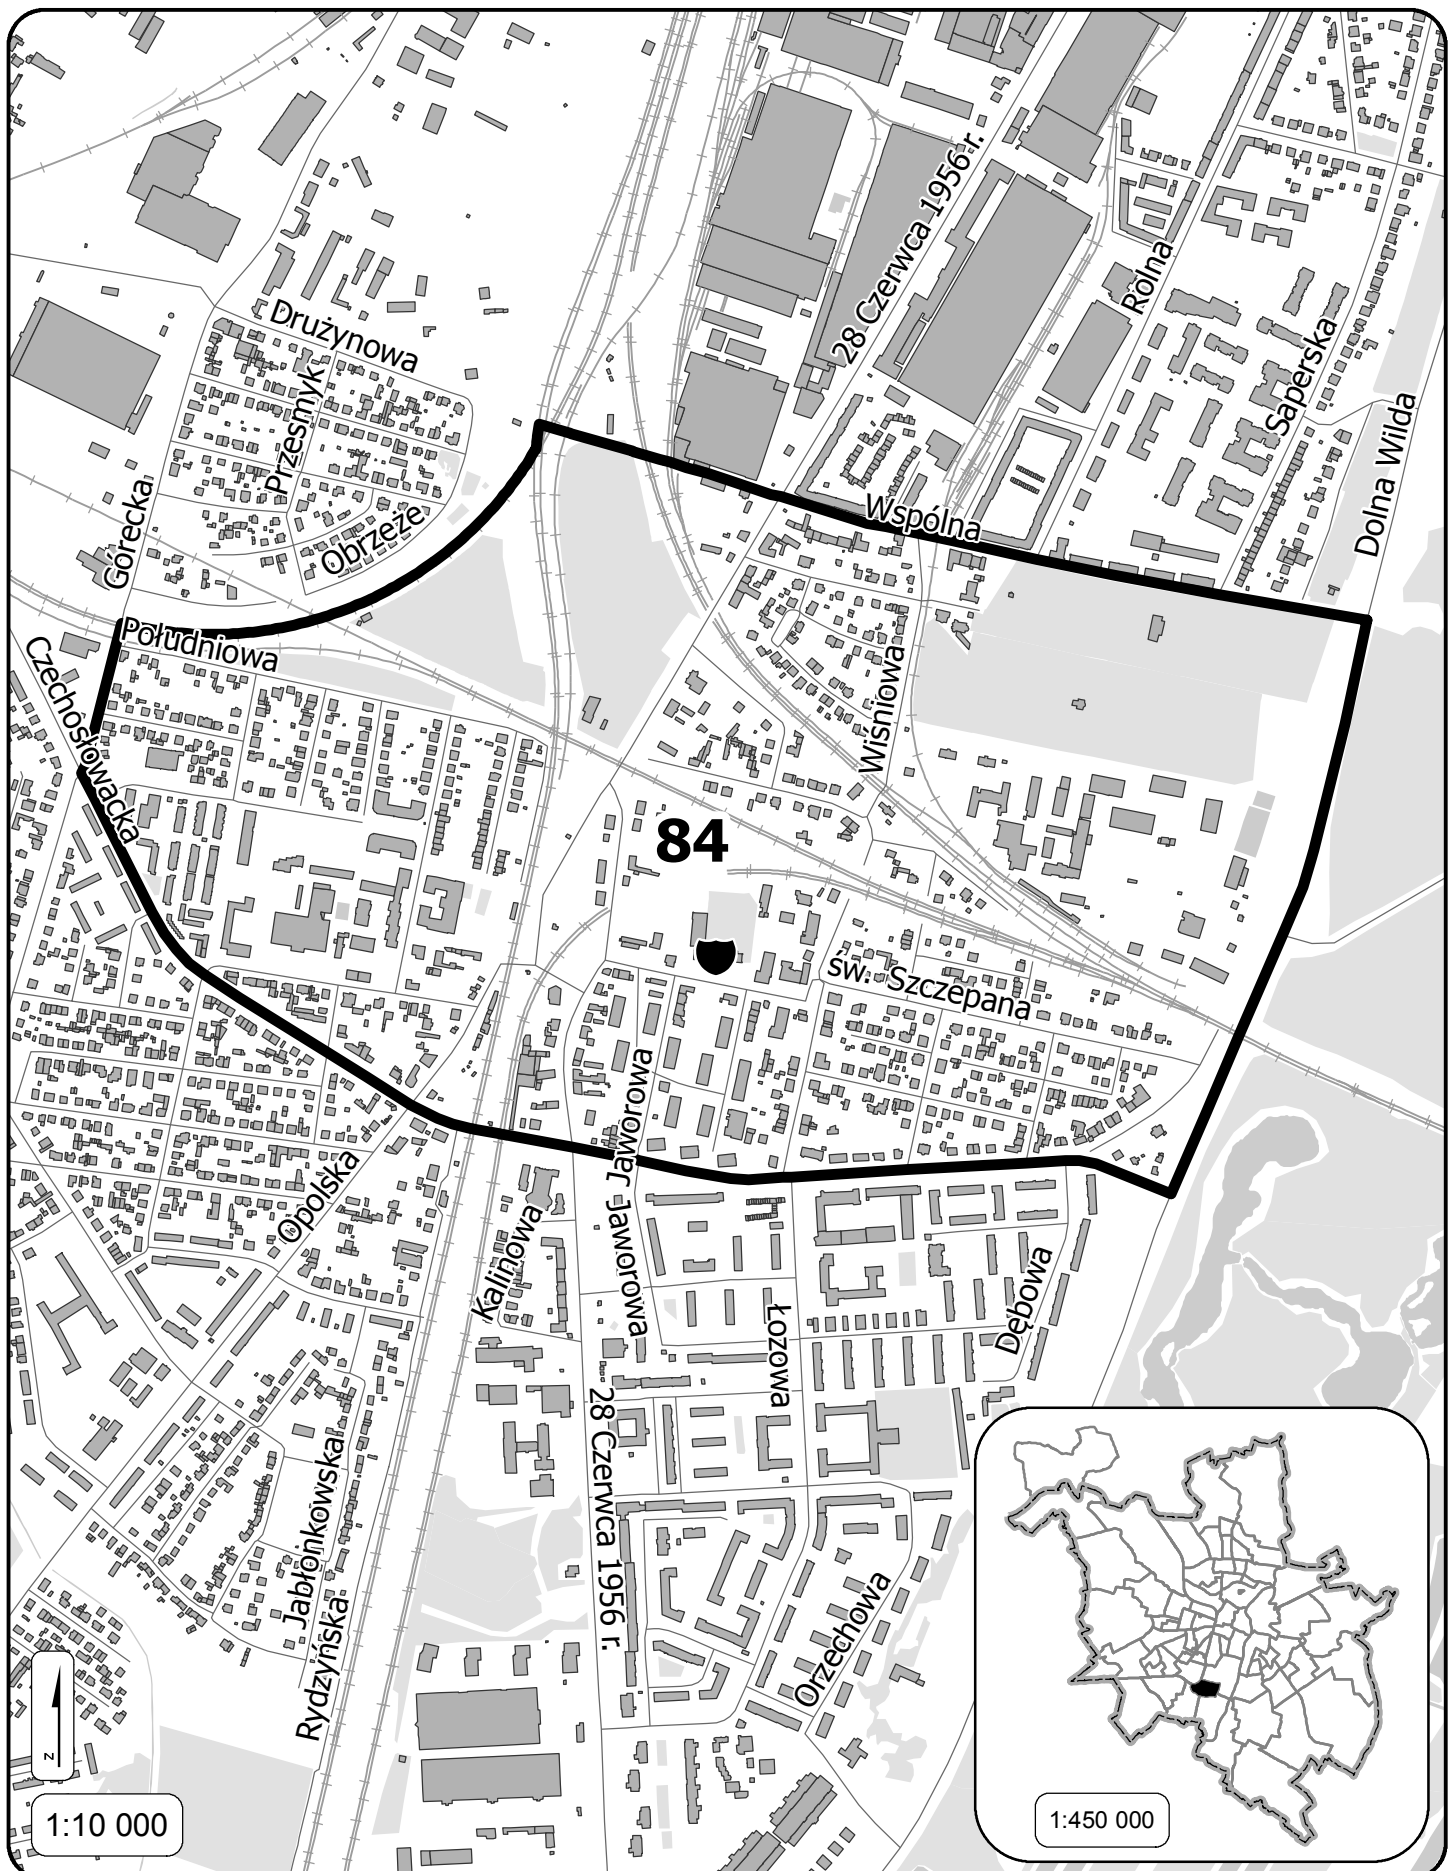 28 Czerwca 1956 r.
Rolna
Drużynowa
Saperska
Przesmyk
Dolna Wilda
Górecka
Wspólna
Obrzeże
Południowa
Czechosłowacka
Wiśniowa
84
św. Szczepana
Jaworowa
Opolska
Kalinowa
Jaworowa
Dębowa
Łozowa
28 Czerwca 1956 r.
Jabłonkowska
Orzechowa
Rydzyńska
N
1:10 000
1:450 000